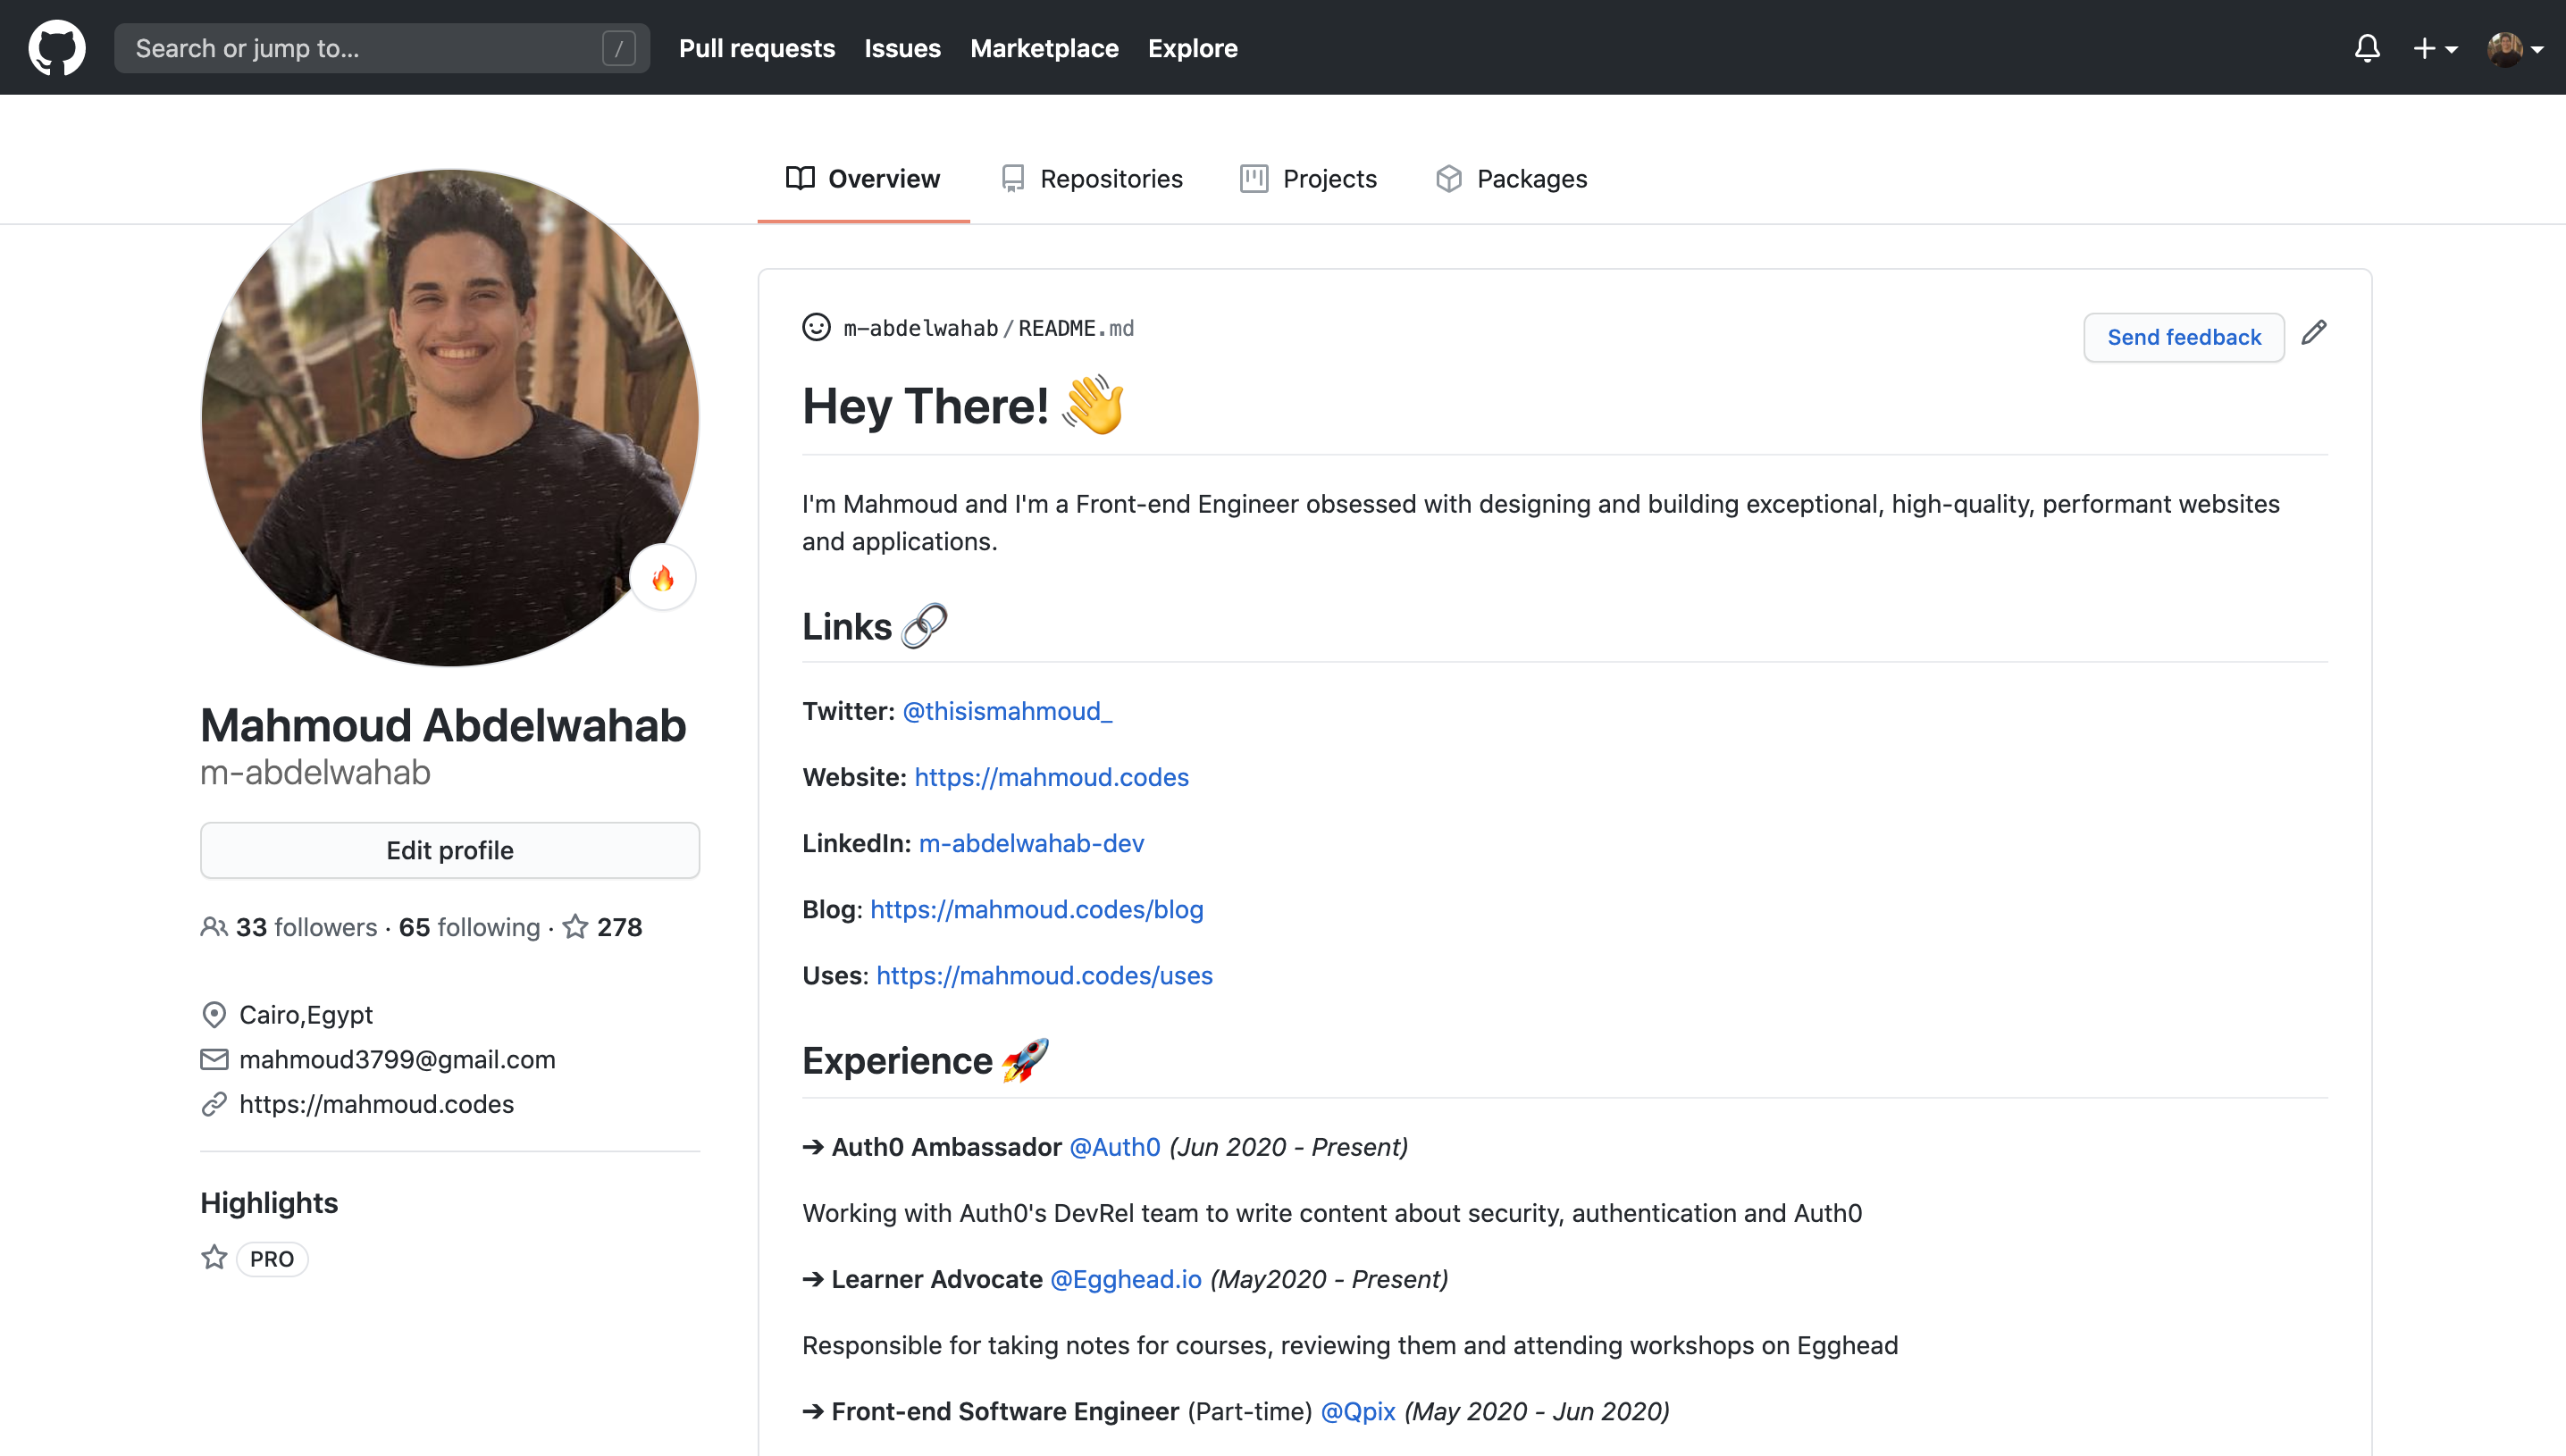 Search or jump to... /
Pull requests Issues Marketplace Explore
Overview Repositories Projects Packages
Mahmoud Abdelwahab
m-abdelwahab
Edit profile
33 followers · 65 following · 278
Cairo,Egypt
mahmoud3799@gmail.com
https://mahmoud.codes
Highlights
PRO
m-abdelwahab/README.md
Send feedback
Hey There! 👋
I'm Mahmoud and I'm a Front-end Engineer obsessed with designing and building exceptional, high-quality, performant websites
and applications.
Links 🔗
Twitter: @thisismahmoud_
Website: https://mahmoud.codes
LinkedIn: m-abdelwahab-dev
Blog: https://mahmoud.codes/blog
Uses: https://mahmoud.codes/uses
Experience 🚀
➔ Auth0 Ambassador @Auth0 (Jun 2020 - Present)
Working with Auth0's DevRel team to write content about security, authentication and Auth0
➔ Learner Advocate @Egghead.io (May2020 - Present)
Responsible for taking notes for courses, reviewing them and attending workshops on Egghead
➔ Front-end Software Engineer (Part-time) @Qpix (May 2020 - Jun 2020)